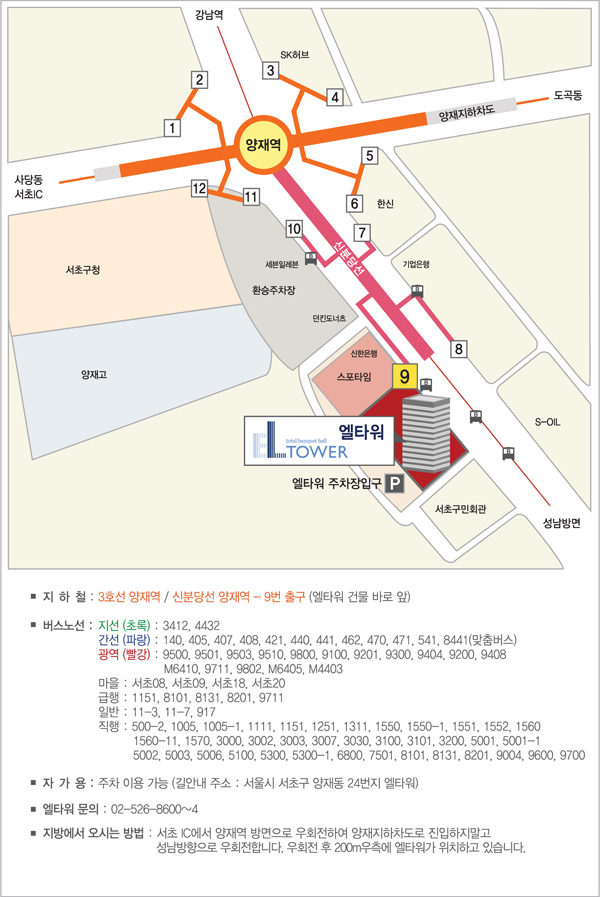 강남역
SK허브
2
3
4
1
도곡동
양재지하차도
양재역
사당동
서초IC
5
12
11
6
한신
10
7
신분당선
세븐일레븐
기업은행
서초구청
환승주차장
던킨도너츠
8
신한은행
양재고
스포타임
9
S-OIL
엘타워
EL
total banquet hall
TOWER
엘타워 주차장입구 P
서초구민회관
성남방면
■ 지 하 철 : 3호선 양재역 / 신분당선 양재역 - 9번 출구 (엘타워 건물 바로 앞)
■ 버스노선 : 지선 (초록) : 3412, 4432
간선 (파랑) : 140, 405, 407, 408, 421, 440, 441, 462, 470, 471, 541, 8441(맞춤버스)
광역 (빨강) : 9500, 9501, 9503, 9510, 9800, 9100, 9201, 9300, 9404, 9200, 9408
M6410, 9711, 9802, M6405, M4403
마을 : 서초08, 서초09, 서초18, 서초20
급행 : 1151, 8101, 8131, 8201, 9711
일반 : 11-3, 11-7, 917
직행 : 500-2, 1005, 1005-1, 1111, 1151, 1251, 1311, 1550, 1550-1, 1551, 1552, 1560
1560-11, 1570, 3000, 3002, 3003, 3007, 3030, 3100, 3101, 3200, 5001, 5001-1
5002, 5003, 5006, 5100, 5300, 5300-1, 6800, 7501, 8101, 8131, 8201, 9004, 9600, 9700
■ 자 가 용 : 주차 이용 가능 (길안내 주소 : 서울시 서초구 양재동 24번지 엘타워)
■ 엘타워 문의 : 02-526-8600~4
■ 지방에서 오시는 방법 : 서초 IC에서 양재역 방면으로 우회전하여 양재지하차도로 진입하지말고
성남방향으로 우회전합니다. 우회전 후 200m우측에 엘타워가 위치하고 있습니다.